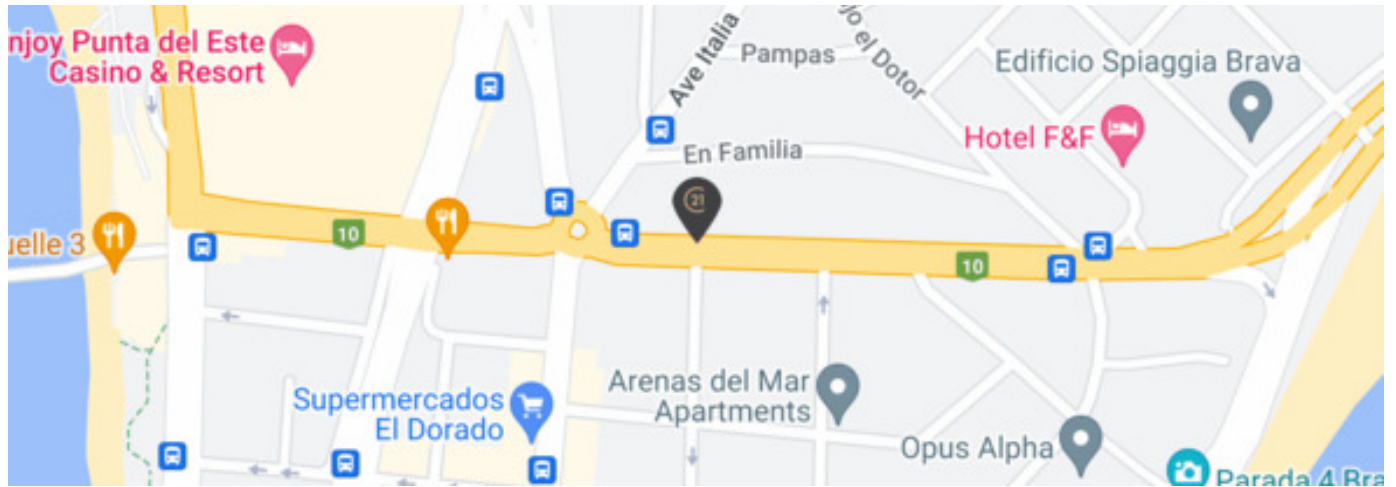 njoy Punta del Este
Casino & Resort
Ave Italia
Pampas
jo el Dotor
Edificio Spiaggia Brava
Hotel F&F
En Familia
21
uelle 3
10
10
Supermercados
El Dorado
Arenas del Mar
Apartments
Opus Alpha
Parada 4 Bra